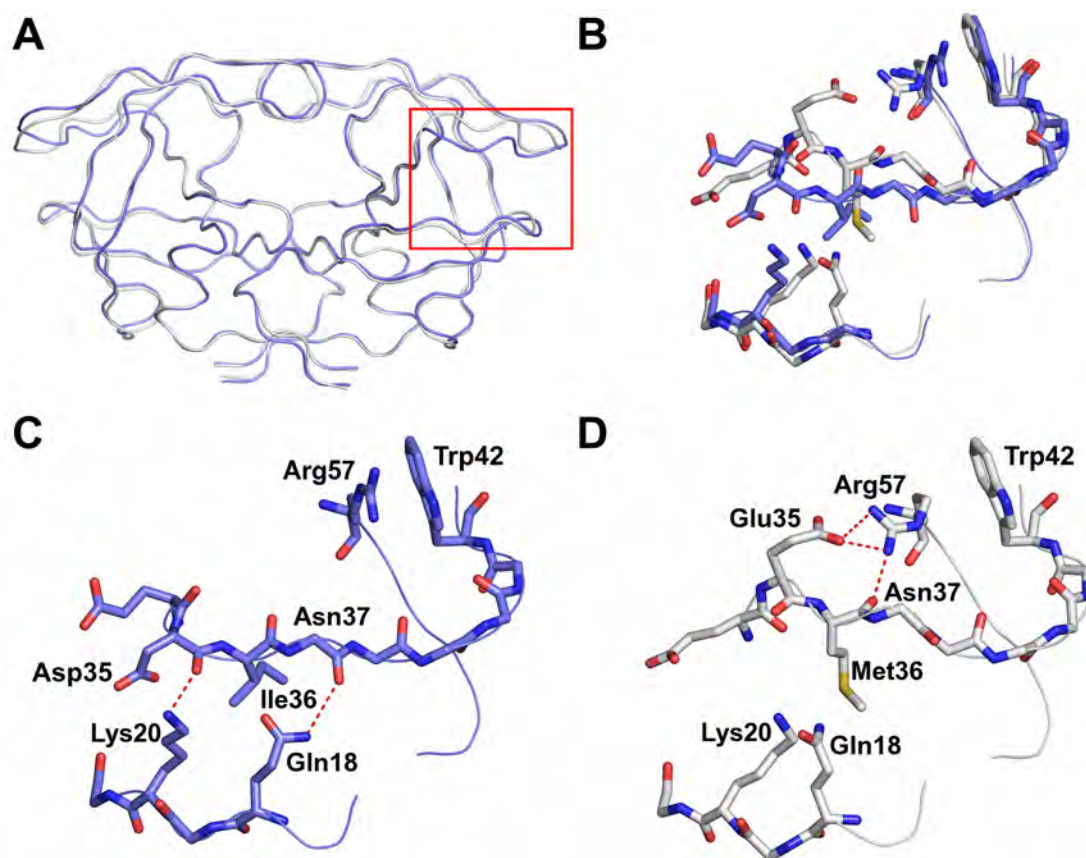 A
B
C
Arg57
Trp42
Asn37
Asp35
Ile36
Lys20
Gln18
D
Trp42
Arg57
Glu35
Asn37
Met36
Lys20
Gln18